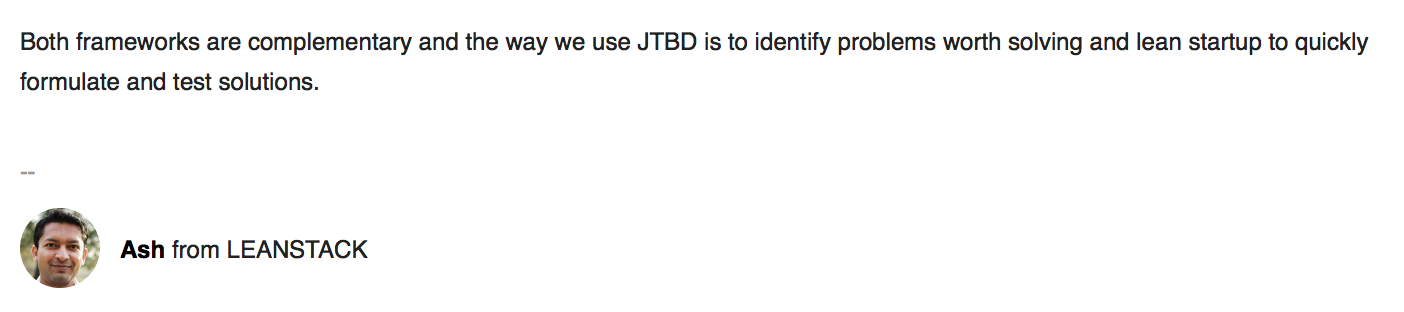 Both frameworks are complementary and the way we use JTBD is to identify problems worth solving and lean startup to quickly
formulate and test solutions.
--
Ash from LEANSTACK